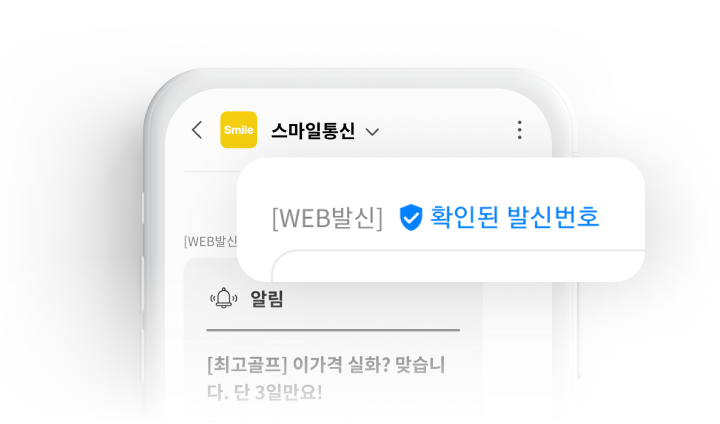 Smile 스마일통신
[WEB발신] 확인된 발신번호
[WEB발신
알림
[최고골프] 이가격 실화? 맞습니
다. 단 3일만요!